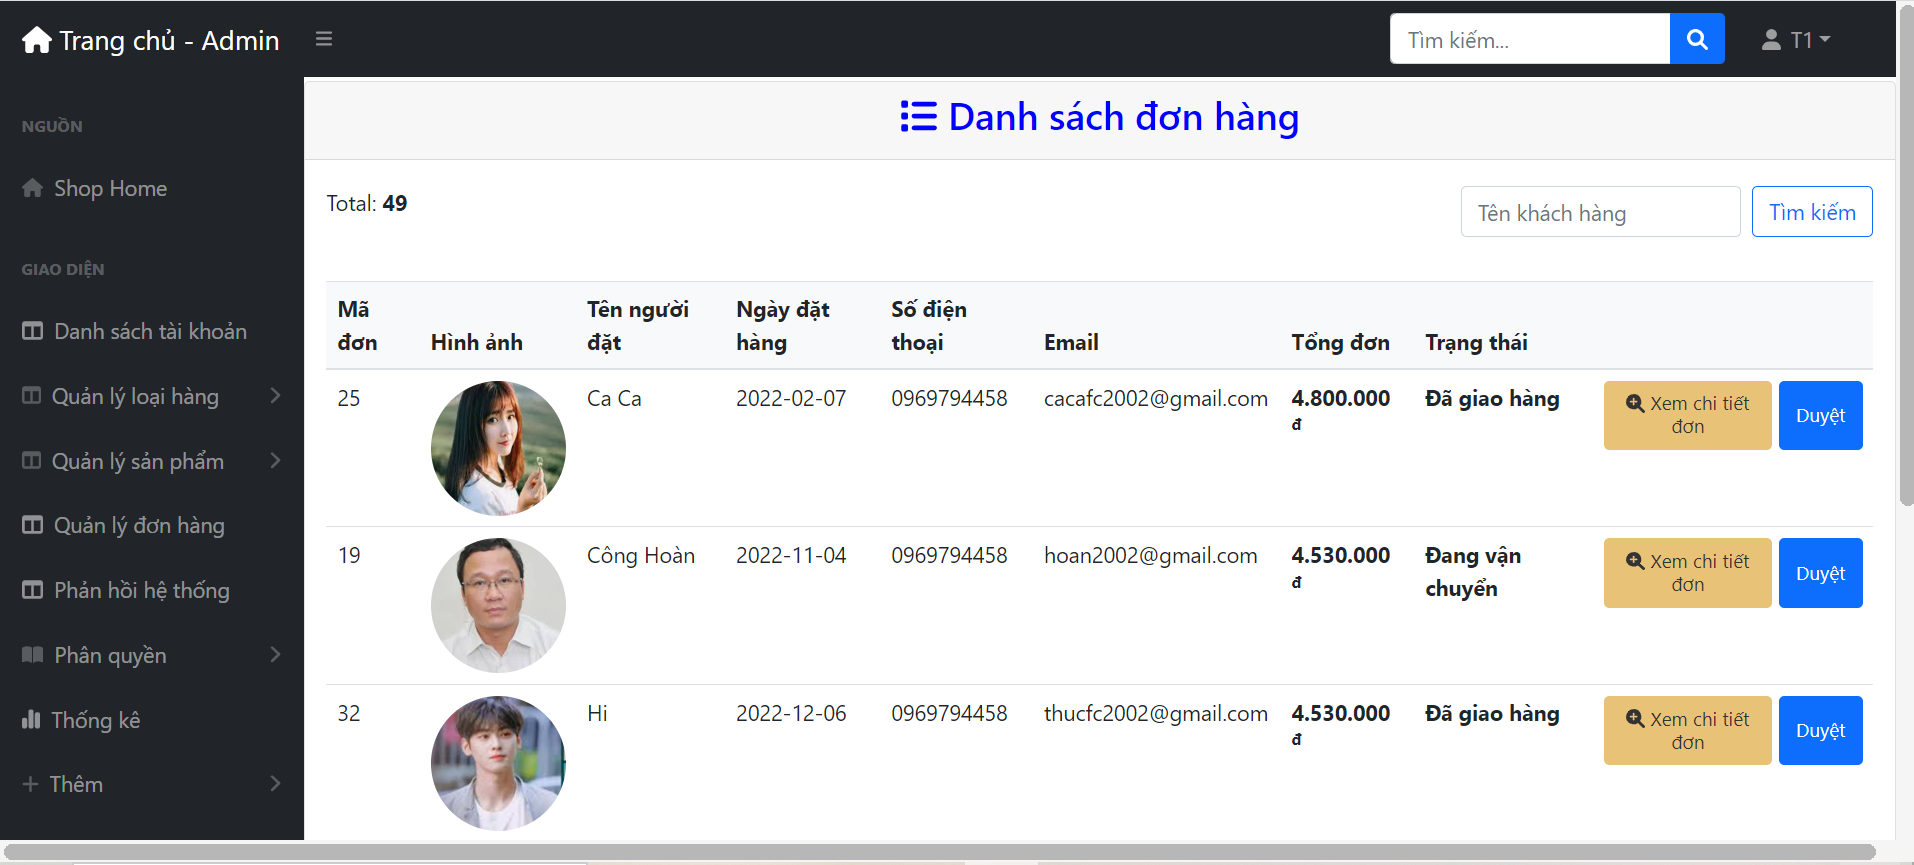 Trang chủ - Admin
Tìm kiếm...
T1
NGUỒN
Shop Home
GIAO DIỆN
Danh sách tài khoản
Quản lý loại hàng
Quản lý sản phẩm
Quản lý đơn hàng
Phản hồi hệ thống
Phân quyền
Thống kê
Thêm
Danh sách đơn hàng
Total: 49
Tên khách hàng
Tìm kiếm
Mã đơn Hình ảnh Tên người đặt Ngày đặt hàng Số điện thoại Email Tổng đơn Trạng thái
25 Ca Ca 2022-02-07 0969794458 cacafc2002@gmail.com 4.800.000 đ Đã giao hàng Xem chi tiết đơn Duyệt
19 Công Hoàn 2022-11-04 0969794458 hoan2002@gmail.com 4.530.000 đ Đang vận chuyển Xem chi tiết đơn Duyệt
32 Hi 2022-12-06 0969794458 thucfc2002@gmail.com 4.530.000 đ Đã giao hàng Xem chi tiết đơn Duyệt